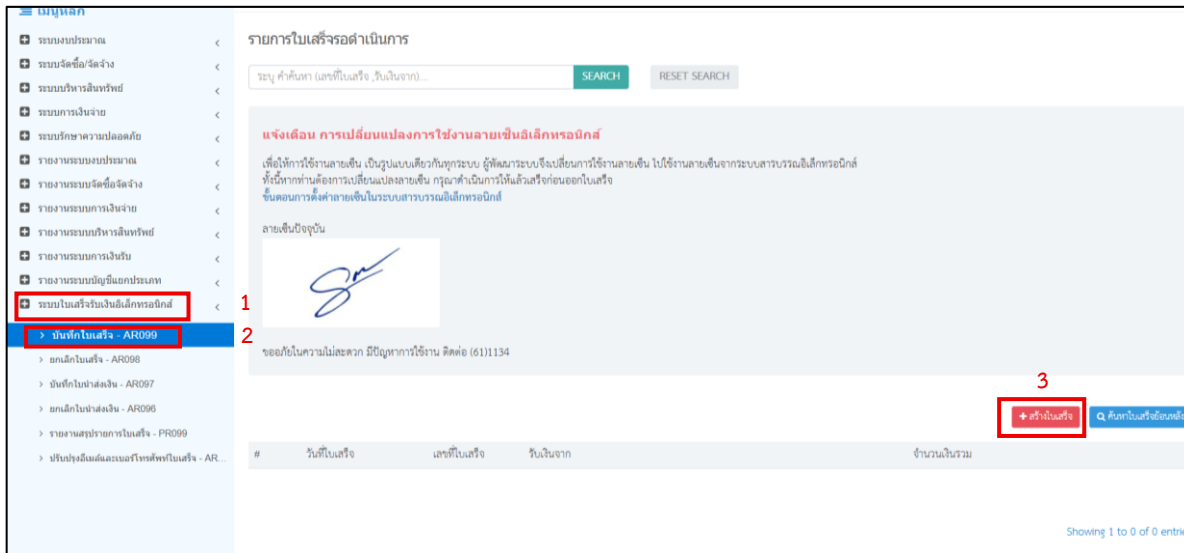 เมนูหลัก
ระบบงบประมาณ
ระบบจัดซื้อ/จัดจ้าง
ระบบบริหารสินทรัพย์
ระบบการเงินจ่าย
ระบบรักษาความปลอดภัย
รายงานระบบงบประมาณ
รายงานระบบจัดซื้อจัดจ้าง
รายงานระบบการเงินจ่าย
รายงานระบบบริหารสินทรัพย์
รายงานระบบการเงินรับ
รายงานระบบบัญชีแยกประเภท
ระบบใบเสร็จรับเงินอิเล็กทรอนิกส์
1
> บันทึกใบเสร็จ - AR099
2
> ยกเลิกใบเสร็จ - AR098
> บันทึกใบนำส่งเงิน - AR097
> ยกเลิกใบนำส่งเงิน - AR096
> รายงานสรุปรายการใบเสร็จ - PR099
> ปรับปรุงอีเมล์และเบอร์โทรศัพท์ใบเสร็จ - AR...
รายการใบเสร็จรอดำเนินการ
ระบุ คำค้นหา (เลขที่ใบเสร็จ ,รับเงินจาก)...
SEARCH
RESET SEARCH
แจ้งเตือน การเปลี่ยนแปลงการใช้งานลายเซ็นอิเล็กทรอนิกส์
เพื่อให้การใช้งานลายเซ็น เป็นรูปแบบเดียวกันทุกระบบ ผู้พัฒนาระบบจึงเปลี่ยนการใช้งานลายเซ็น ไปใช้งานลายเซ็นจากระบบสารบรรณอิเล็กทรอนิกส์
ทั้งนี้หากท่านต้องการเปลี่ยนแปลงลายเซ็น กรุณาดำเนินการให้แล้วเสร็จก่อนออกใบเสร็จ
ขั้นตอนการตั้งค่าลายเซ็นในระบบสารบรรณอิเล็กทรอนิกส์
ลายเซ็นปัจจุบัน
ขออภัยในความไม่สะดวก มีปัญหาการใช้งาน ติดต่อ (61)1134
3
+ สร้างใบเสร็จ
ค้นหาใบเสร็จย้อนหลัง
# วันที่ใบเสร็จ เลขที่ใบเสร็จ รับเงินจาก จำนวนเงินรวม
Showing 1 to 0 of 0 entrie